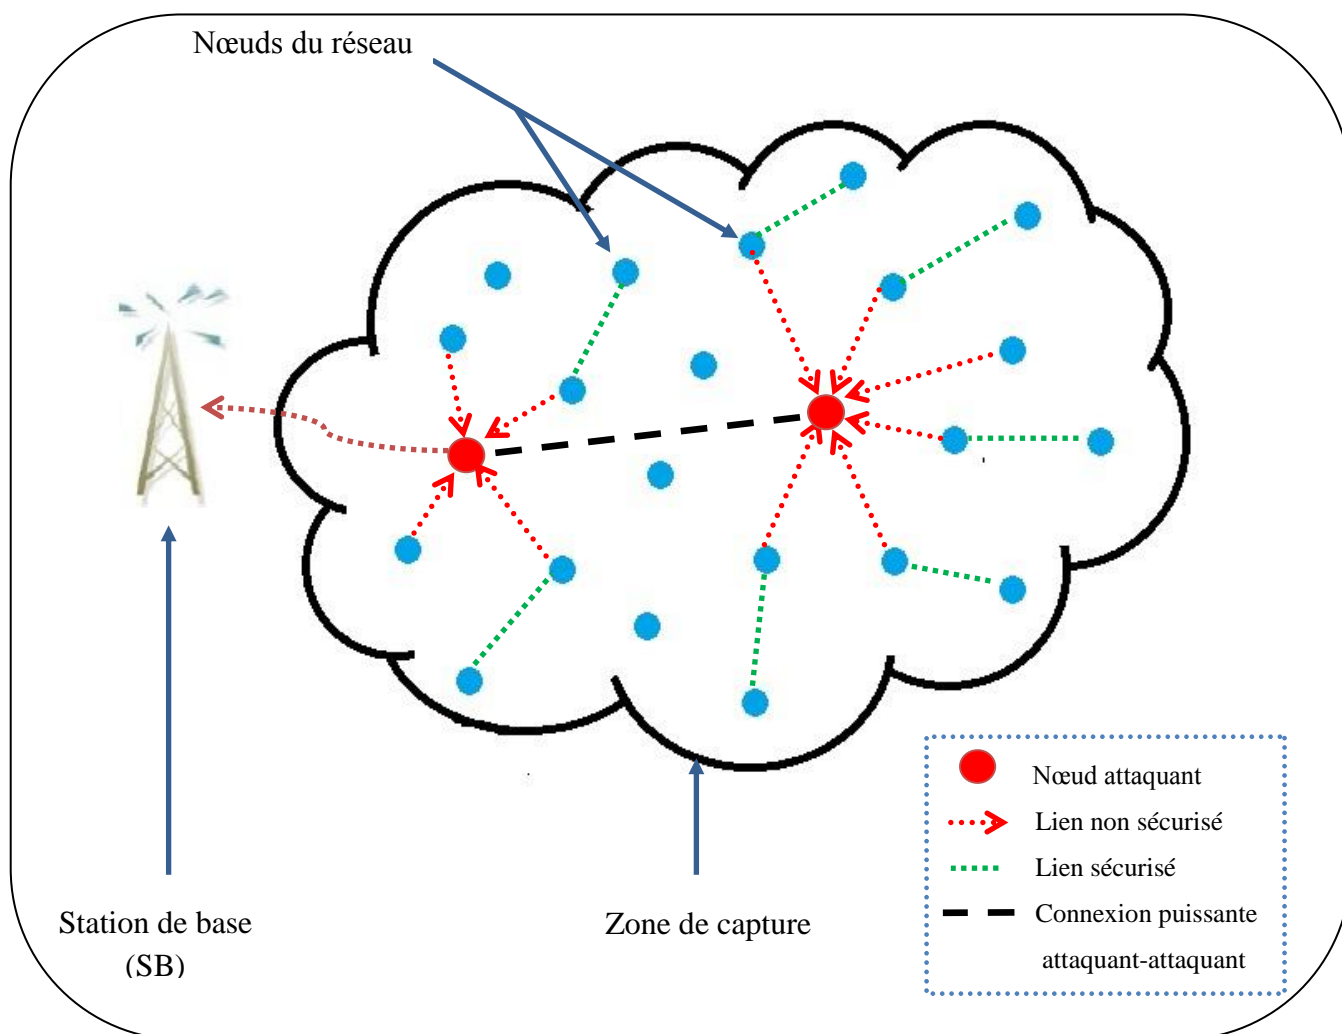 Nœuds du réseau
Nœud attaquant
Lien non sécurisé
Lien sécurisé
Connexion puissante
attaquant-attaquant
Station de base
(SB)
Zone de capture